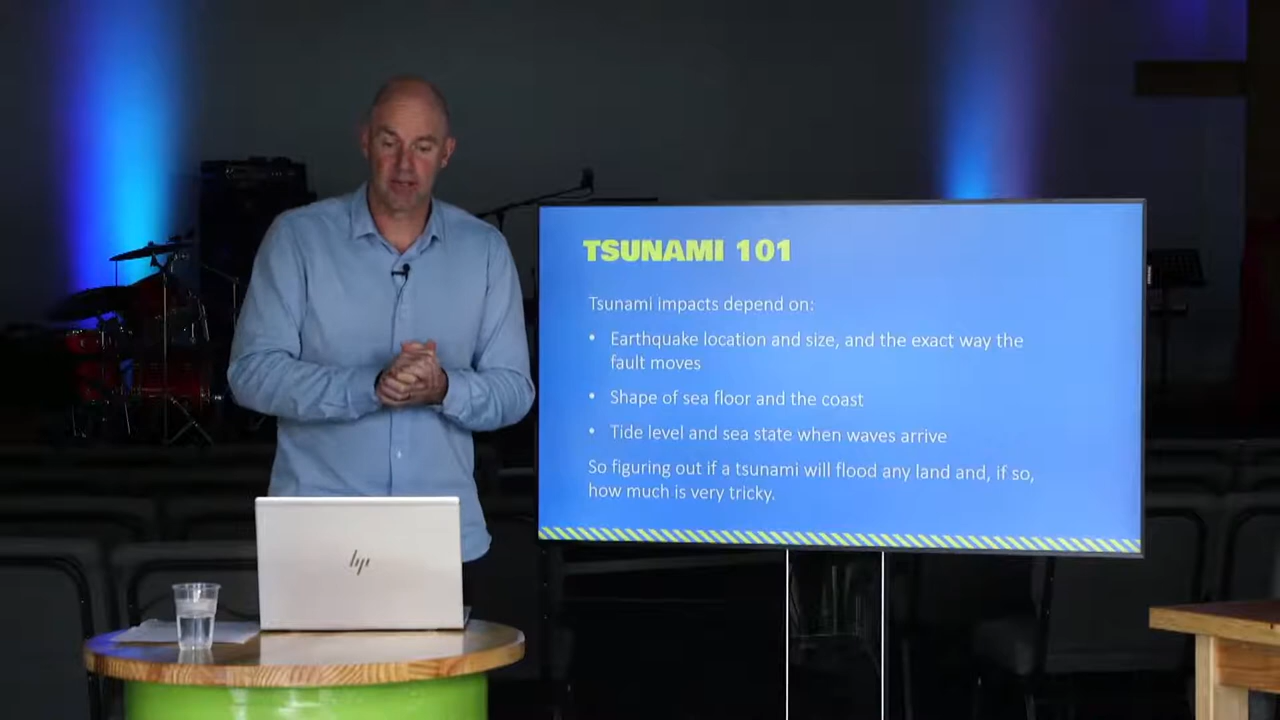 TSUNAMI 101
Tsunami impacts depend on:
• Earthquake location and size, and the exact way the
fault moves
• Shape of sea floor and the coast
• Tide level and sea state when waves arrive
So figuring out if a tsunami will flood any land and, if so,
how much is very tricky.
hp